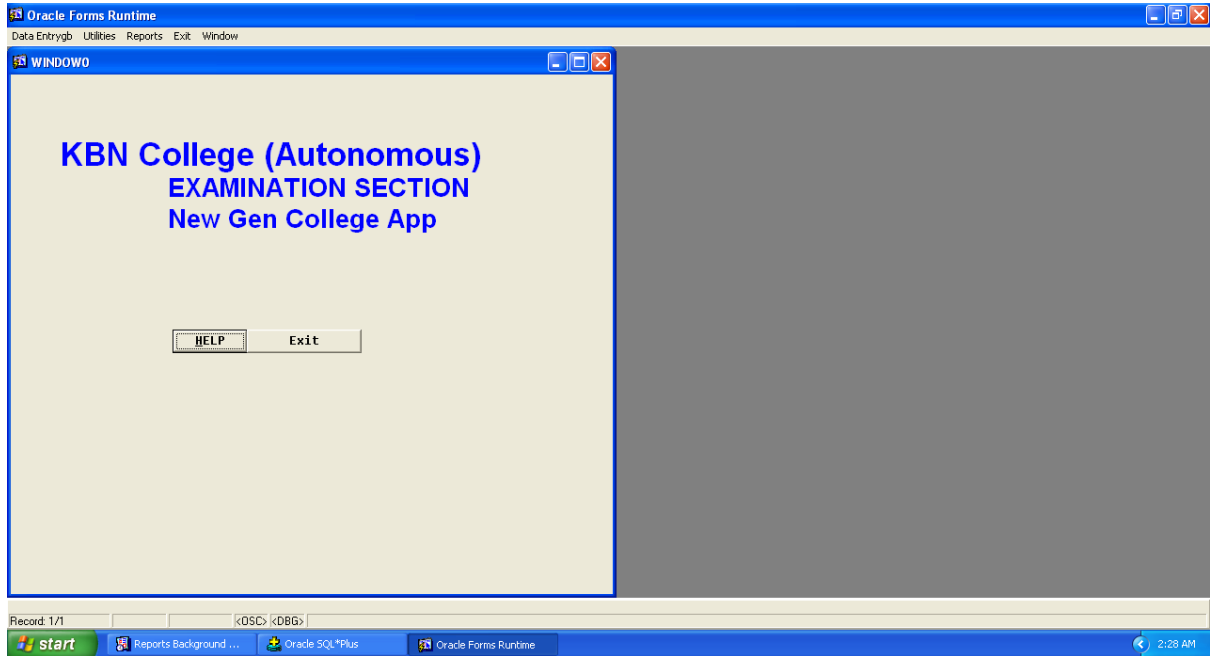 Oracle Forms Runtime
Data Entrygb Utilities Reports Exit Window
WINDOW0
KBN College (Autonomous)
EXAMINATION SECTION
New Gen College App
HELP Exit
Record: 1/1 <OSC> <DBG>
start Reports Background ... Oracle SQL*Plus Oracle Forms Runtime 2:28 AM